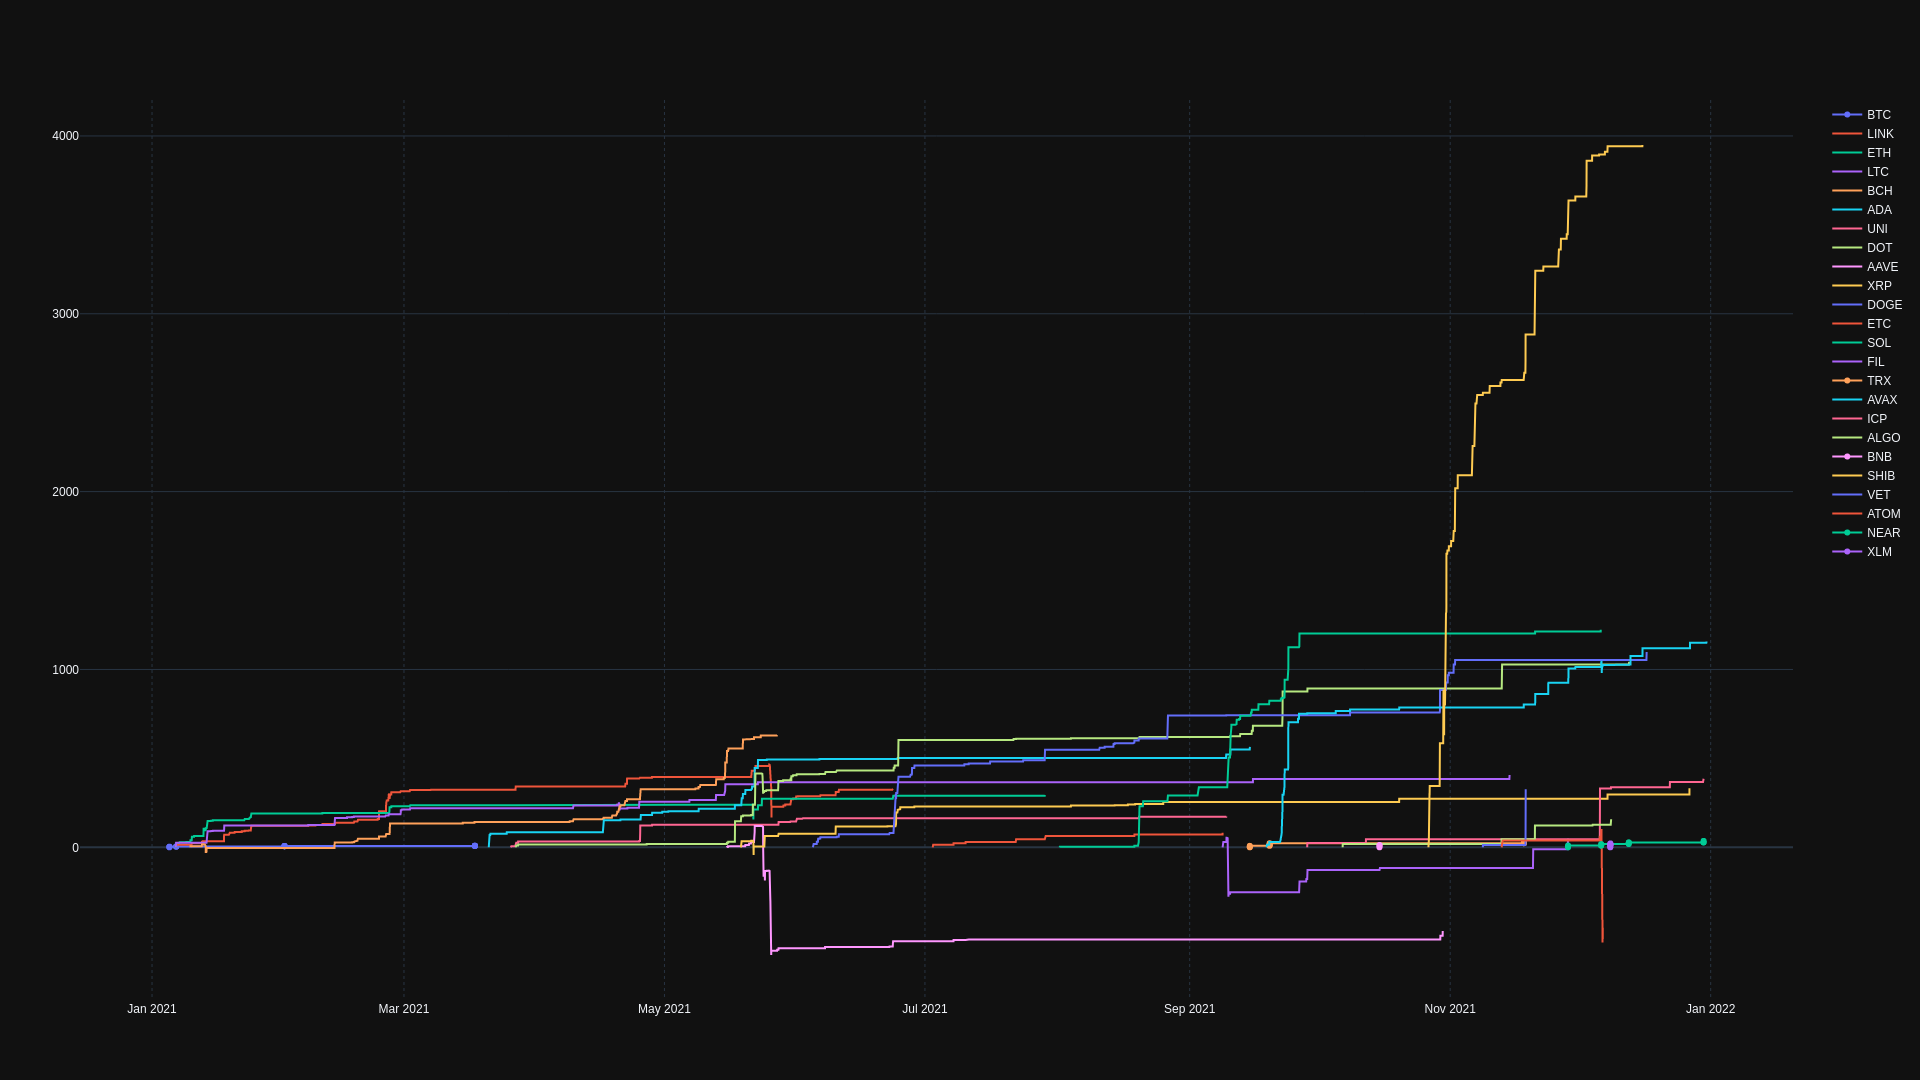 4000
3000
2000
1000
0
Jan 2021
Mar 2021
May 2021
Jul 2021
Sep 2021
Nov 2021
Jan 2022
BTC
LINK
ETH
LTC
BCH
ADA
UNI
DOT
AAVE
XRP
DOGE
ETC
SOL
FIL
TRX
AVAX
ICP
ALGO
BNB
SHIB
VET
ATOM
NEAR
XLM